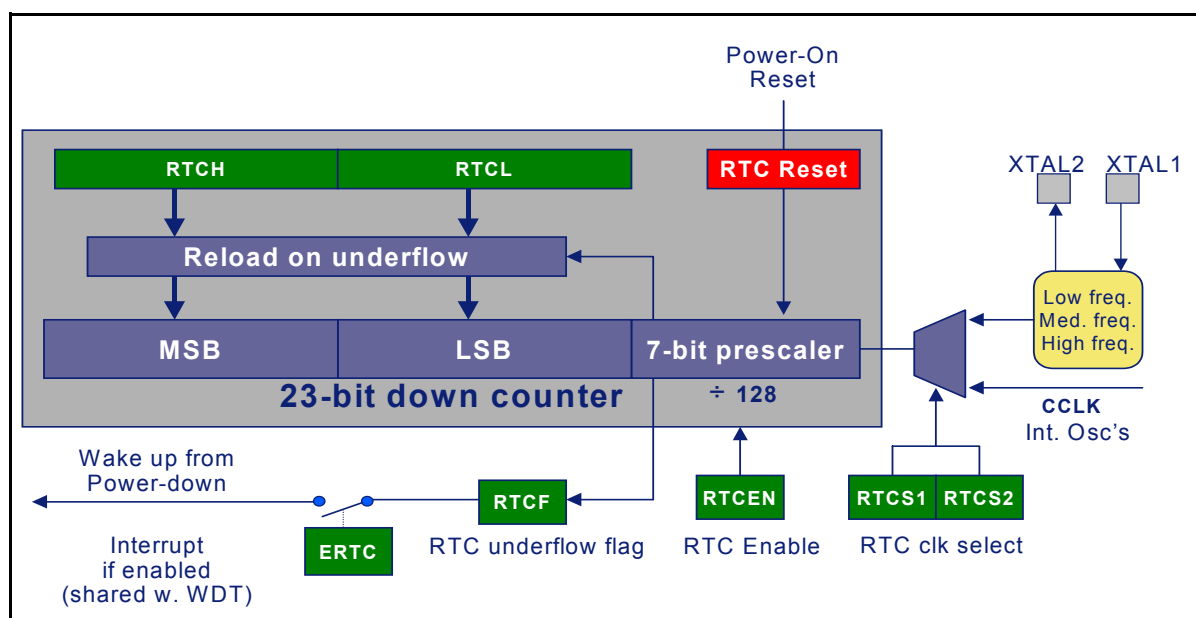 Power-On
Reset
RTCH
RTCL
RTC Reset
XTAL2
XTAL1
Reload on underflow
Low freq.
Med. freq.
High freq.
MSB
LSB
7-bit prescaler
23-bit down counter
÷ 128
CCLK
Int. Osc's
Wake up from
Power-down
RTCF
RTCEN
RTCS1
RTCS2
ERTC
RTC underflow flag
RTC Enable
RTC clk select
Interrupt
if enabled
(shared w. WDT)